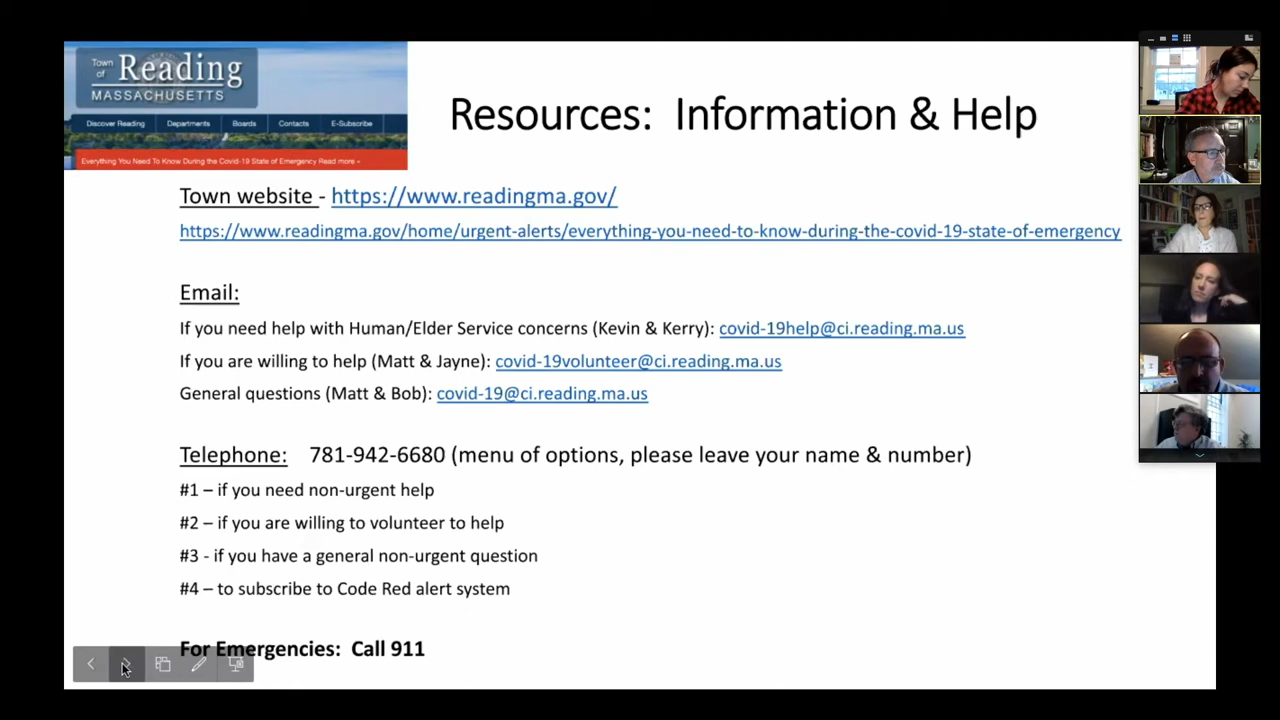 Town of Reading
MASSACHUSETTS
Discover Reading Departments Boards Contacts E-Subscribe
Everything You Need To Know During the Covid-19 State of Emergency Read more »
Resources: Information & Help
Town website - https://www.readingma.gov/
https://www.readingma.gov/home/urgent-alerts/everything-you-need-to-know-during-the-covid-19-state-of-emergency
Email:
If you need help with Human/Elder Service concerns (Kevin & Kerry): covid-19help@ci.reading.ma.us
If you are willing to help (Matt & Jayne): covid-19volunteer@ci.reading.ma.us
General questions (Matt & Bob): covid-19@ci.reading.ma.us
Telephone: 781-942-6680 (menu of options, please leave your name & number)
#1 – if you need non-urgent help
#2 – if you are willing to volunteer to help
#3 - if you have a general non-urgent question
#4 – to subscribe to Code Red alert system
For Emergencies: Call 911